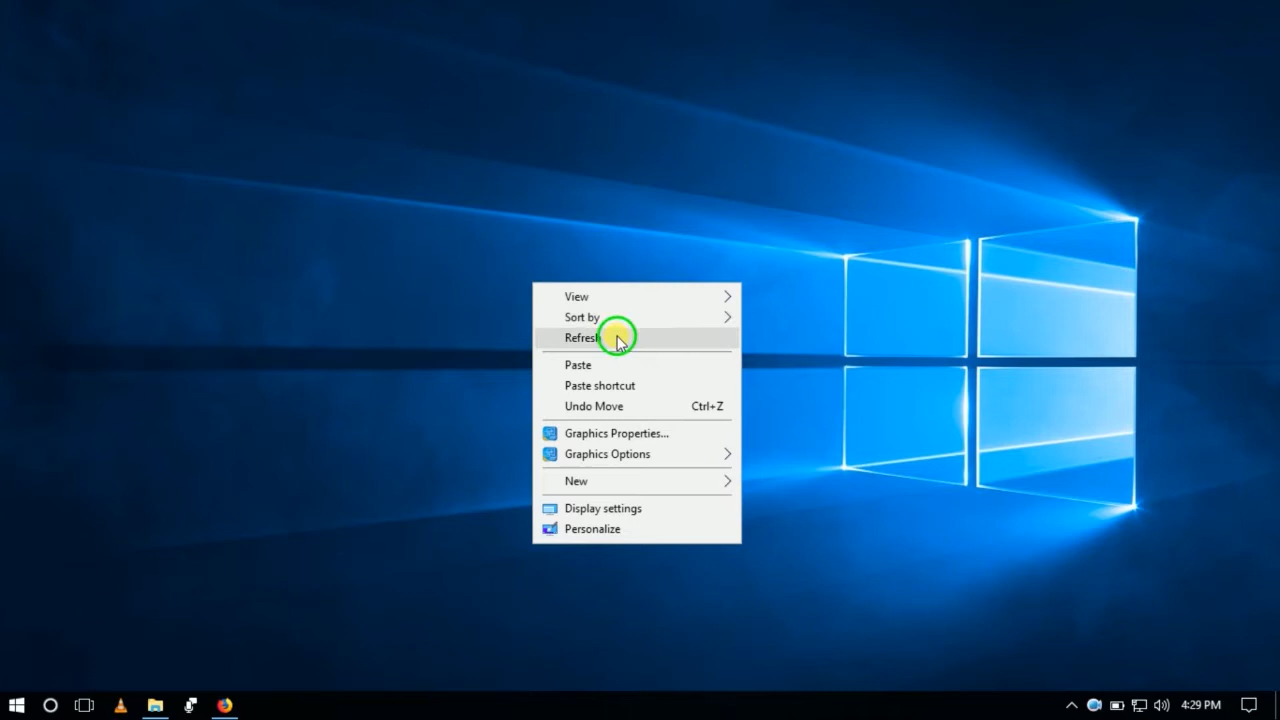 View
Sort by
Refresh
Paste
Paste shortcut
Undo Move Ctrl+Z
Graphics Properties...
Graphics Options
New
Display settings
Personalize
4:29 PM